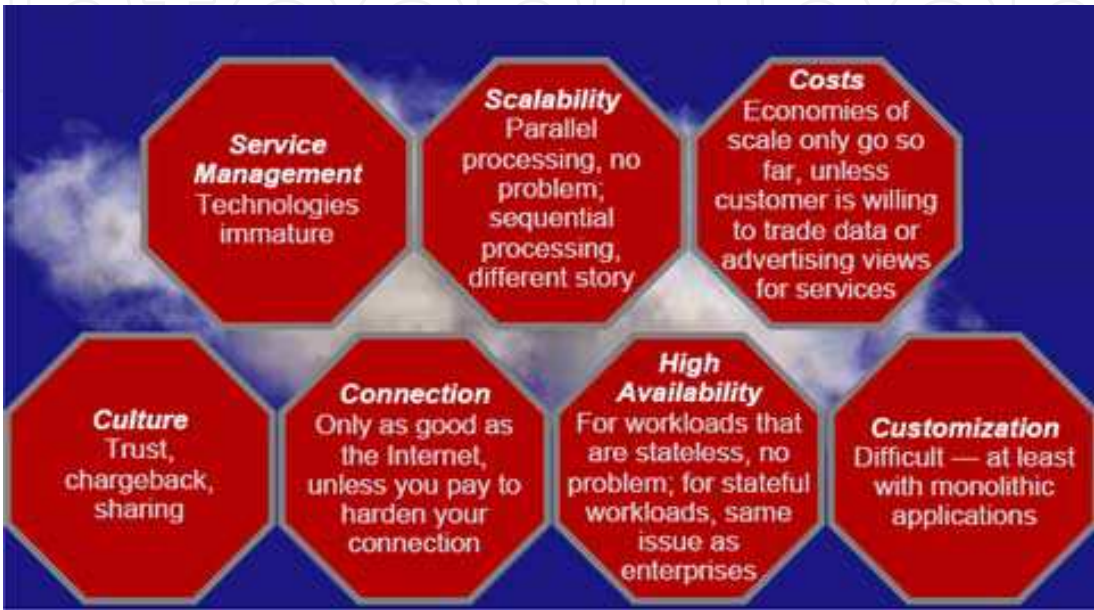 Service
Management
Technologies
immature
Scalability
Parallel
processing, no
problem;
sequential
processing,
different story
Costs
Economies of
scale only go so
far, unless
customer is willing
to trade data or
advertising views
for services
Culture
Trust,
chargeback,
sharing
Connection
Only as good as
the Internet,
unless you pay to
harden your
connection
High
Availability
For workloads that
are stateless, no
problem; for stateful
workloads, same
issue as
enterprises
Customization
Difficult — at least
with monolithic
applications